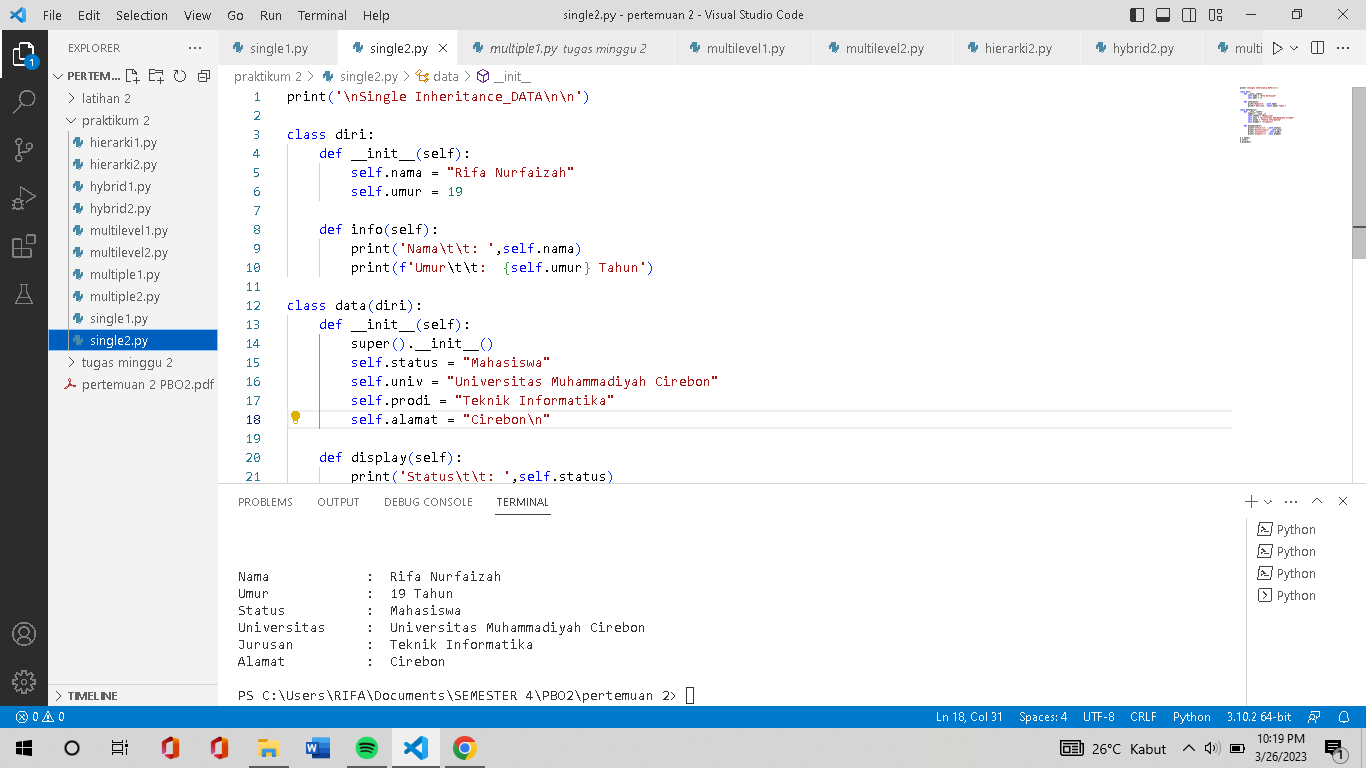 File Edit Selection View Go Run Terminal Help single2.py - pertemuan 2 - Visual Studio Code
EXPLORER
single1.py single2.py multiple1.py tugas minggu 2 multilevel1.py multilevel2.py hierarki2.py hybrid2.py multi
PERTEM...
latihan 2
praktikum 2
hierarki1.py
hierarki2.py
hybrid1.py
hybrid2.py
multilevel1.py
multilevel2.py
multiple1.py
multiple2.py
single1.py
single2.py
tugas minggu 2
pertemuan 2 PBO2.pdf
TIMELINE
praktikum 2 > single2.py > data > __init__
1 print('\nSingle Inheritance_DATA\n\n')
2
3 class diri:
4     def __init__(self):
5         self.nama = "Rifa Nurfaizah"
6         self.umur = 19
7
8     def info(self):
9         print('Nama\t\t: ',self.nama)
10         print(f'Umur\t\t:  {self.umur} Tahun')
11
12 class data(diri):
13     def __init__(self):
14         super().__init__()
15         self.status = "Mahasiswa"
16         self.univ = "Universitas Muhammadiyah Cirebon"
17         self.prodi = "Teknik Informatika"
18         self.alamat = "Cirebon\n"
19
20     def display(self):
21         print('Status\t\t: ',self.status)
PROBLEMS OUTPUT DEBUG CONSOLE TERMINAL
Nama : Rifa Nurfaizah
Umur : 19 Tahun
Status : Mahasiswa
Universitas : Universitas Muhammadiyah Cirebon
Jurusan : Teknik Informatika
Alamat : Cirebon
PS C:\Users\RIFA\Documents\SEMESTER 4\PBO2\pertemuan 2>
Python
Python
Python
Python
1
0 0 Ln 18, Col 31 Spaces: 4 UTF-8 CRLF Python 3.10.2 64-bit
26°C Kabut 10:19 PM
3/26/2023
1